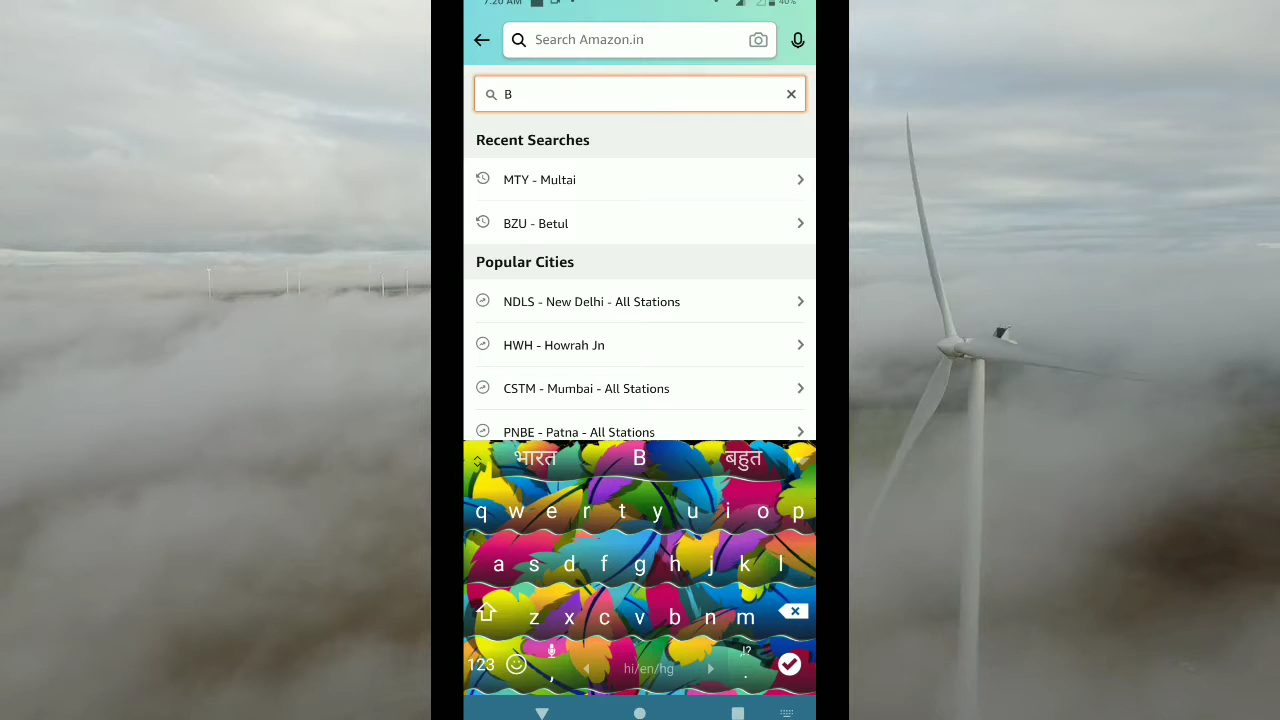 7:20 AM 40%
Search Amazon.in
B
Recent Searches
MTY - Multai
BZU - Betul
Popular Cities
NDLS - New Delhi - All Stations
HWH - Howrah Jn
CSTM - Mumbai - All Stations
PNBE - Patna - All Stations
भारत B बहुत
q w e r t y u i o p
a s d f g h j k l
z x c v b n m
123 , hi/en/hg ,!? .